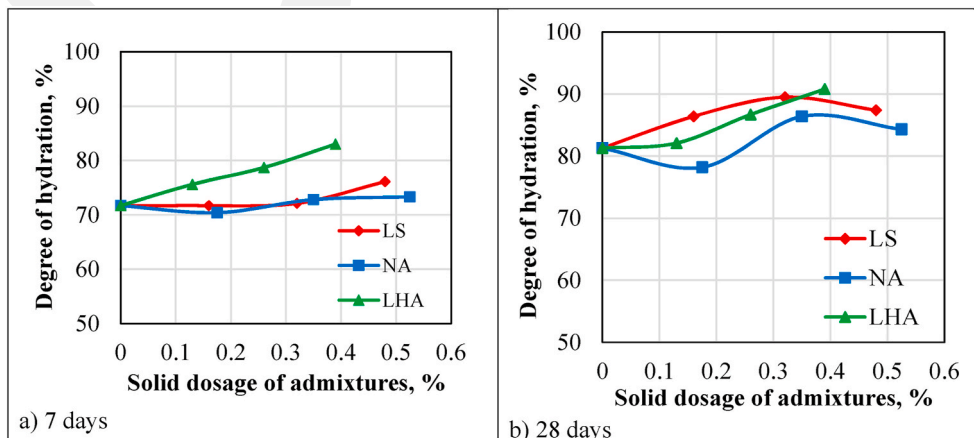 100
90
80
70
60
50
Degree of hydration, %
LS
NA
LHA
0 0.1 0.2 0.3 0.4 0.5 0.6
Solid dosage of admixtures, %
a) 7 days
100
90
80
70
60
50
Degree of hydration, %
LS
NA
LHA
0 0.1 0.2 0.3 0.4 0.5 0.6
Solid dosage of admixtures, %
b) 28 days